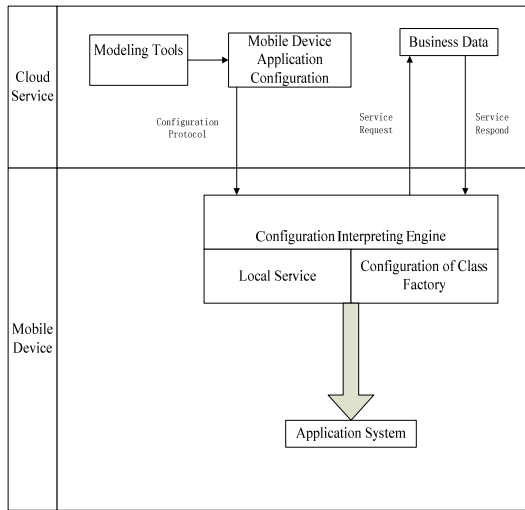 Cloud
Service
Modeling Tools
Mobile Device
Application
Configuration
Business Data
Configuration
Protocol
Service
Request
Service
Respond
Mobile
Device
Configuration Interpreting Engine
Local Service
Configuration of Class
Factory
Application System